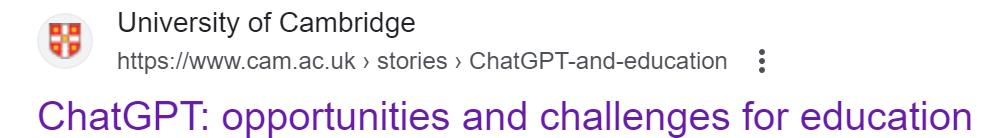 University of Cambridge
https://www.cam.ac.uk › stories › ChatGPT-and-education
ChatGPT: opportunities and challenges for education